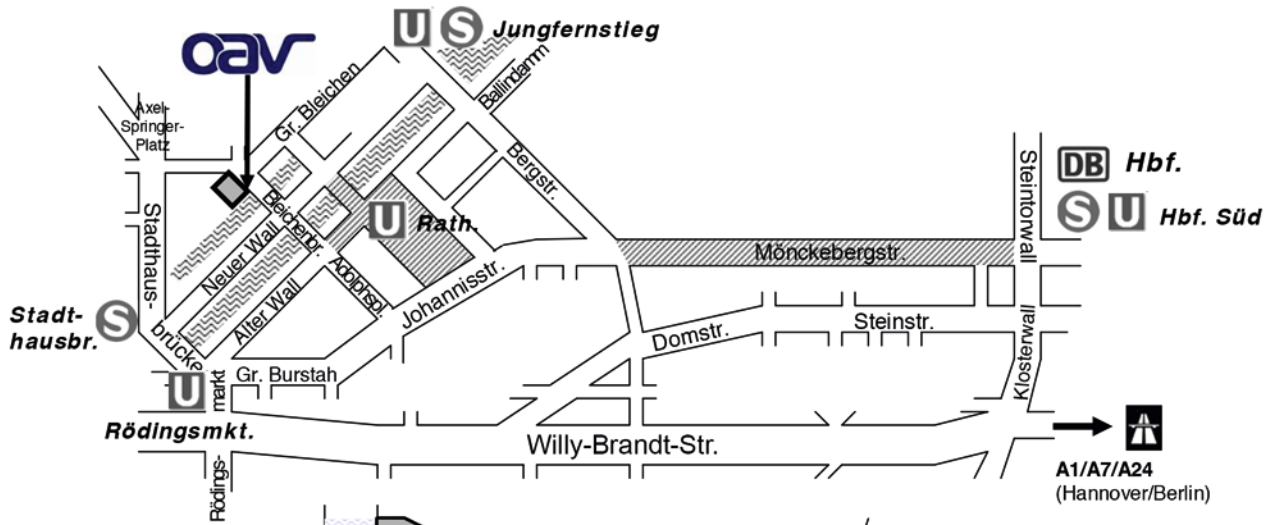 U S Jungfernstieg
oav
Ballindamm
Gr. Bleichen
Axel-
Springer-
Platz
Bergstr.
Steintorwall
DB Hbf.
S U Hbf. Süd
Stadthaus-
brücke
Bleichenbr.
U Rath.
Neuer Wall
Mönckebergstr.
Adolphspl.
Johannisstr.
Alter Wall
Stadt-
hausbr.
S
Domstr.
Steinstr.
Klosterwall
Gr. Burstah
U
Rödingsmkt.
markt
Rödings-
Willy-Brandt-Str.
A1/A7/A24
(Hannover/Berlin)